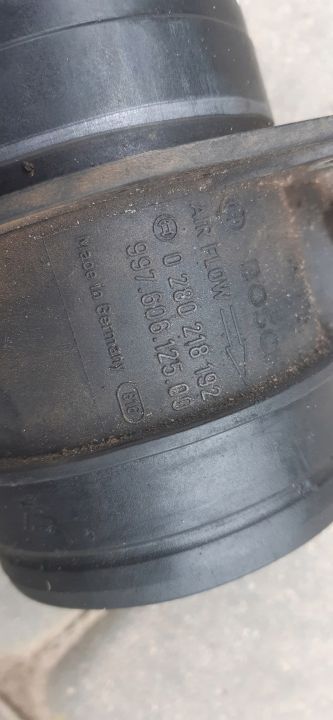 BOSCH
AIR FLOW
0 280 218 192
997.606.125.00
Made in Germany